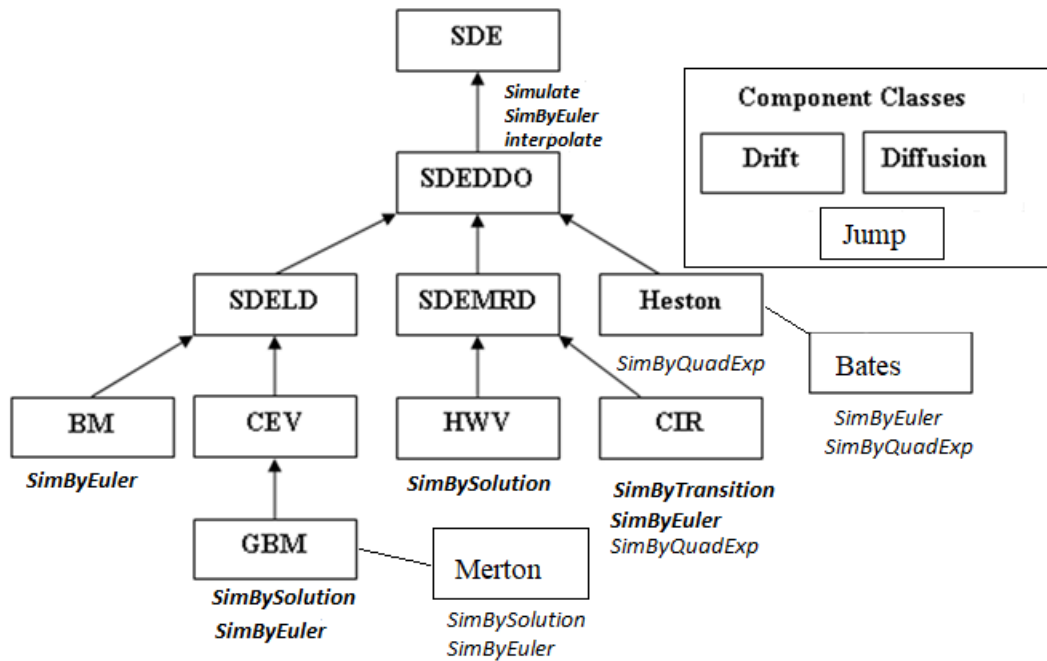 SDE
Simulate
SimByEuler
interpolate
Component Classes
Drift
Diffusion
Jump
SDEDDO
SDELD
SDEMRD
Heston
SimByQuadExp
Bates
SimByEuler
SimByQuadExp
BM
SimByEuler
CEV
HWV
SimBySolution
CIR
SimByTransition
SimByEuler
SimByQuadExp
GBM
SimBySolution
SimByEuler
Merton
SimBySolution
SimByEuler